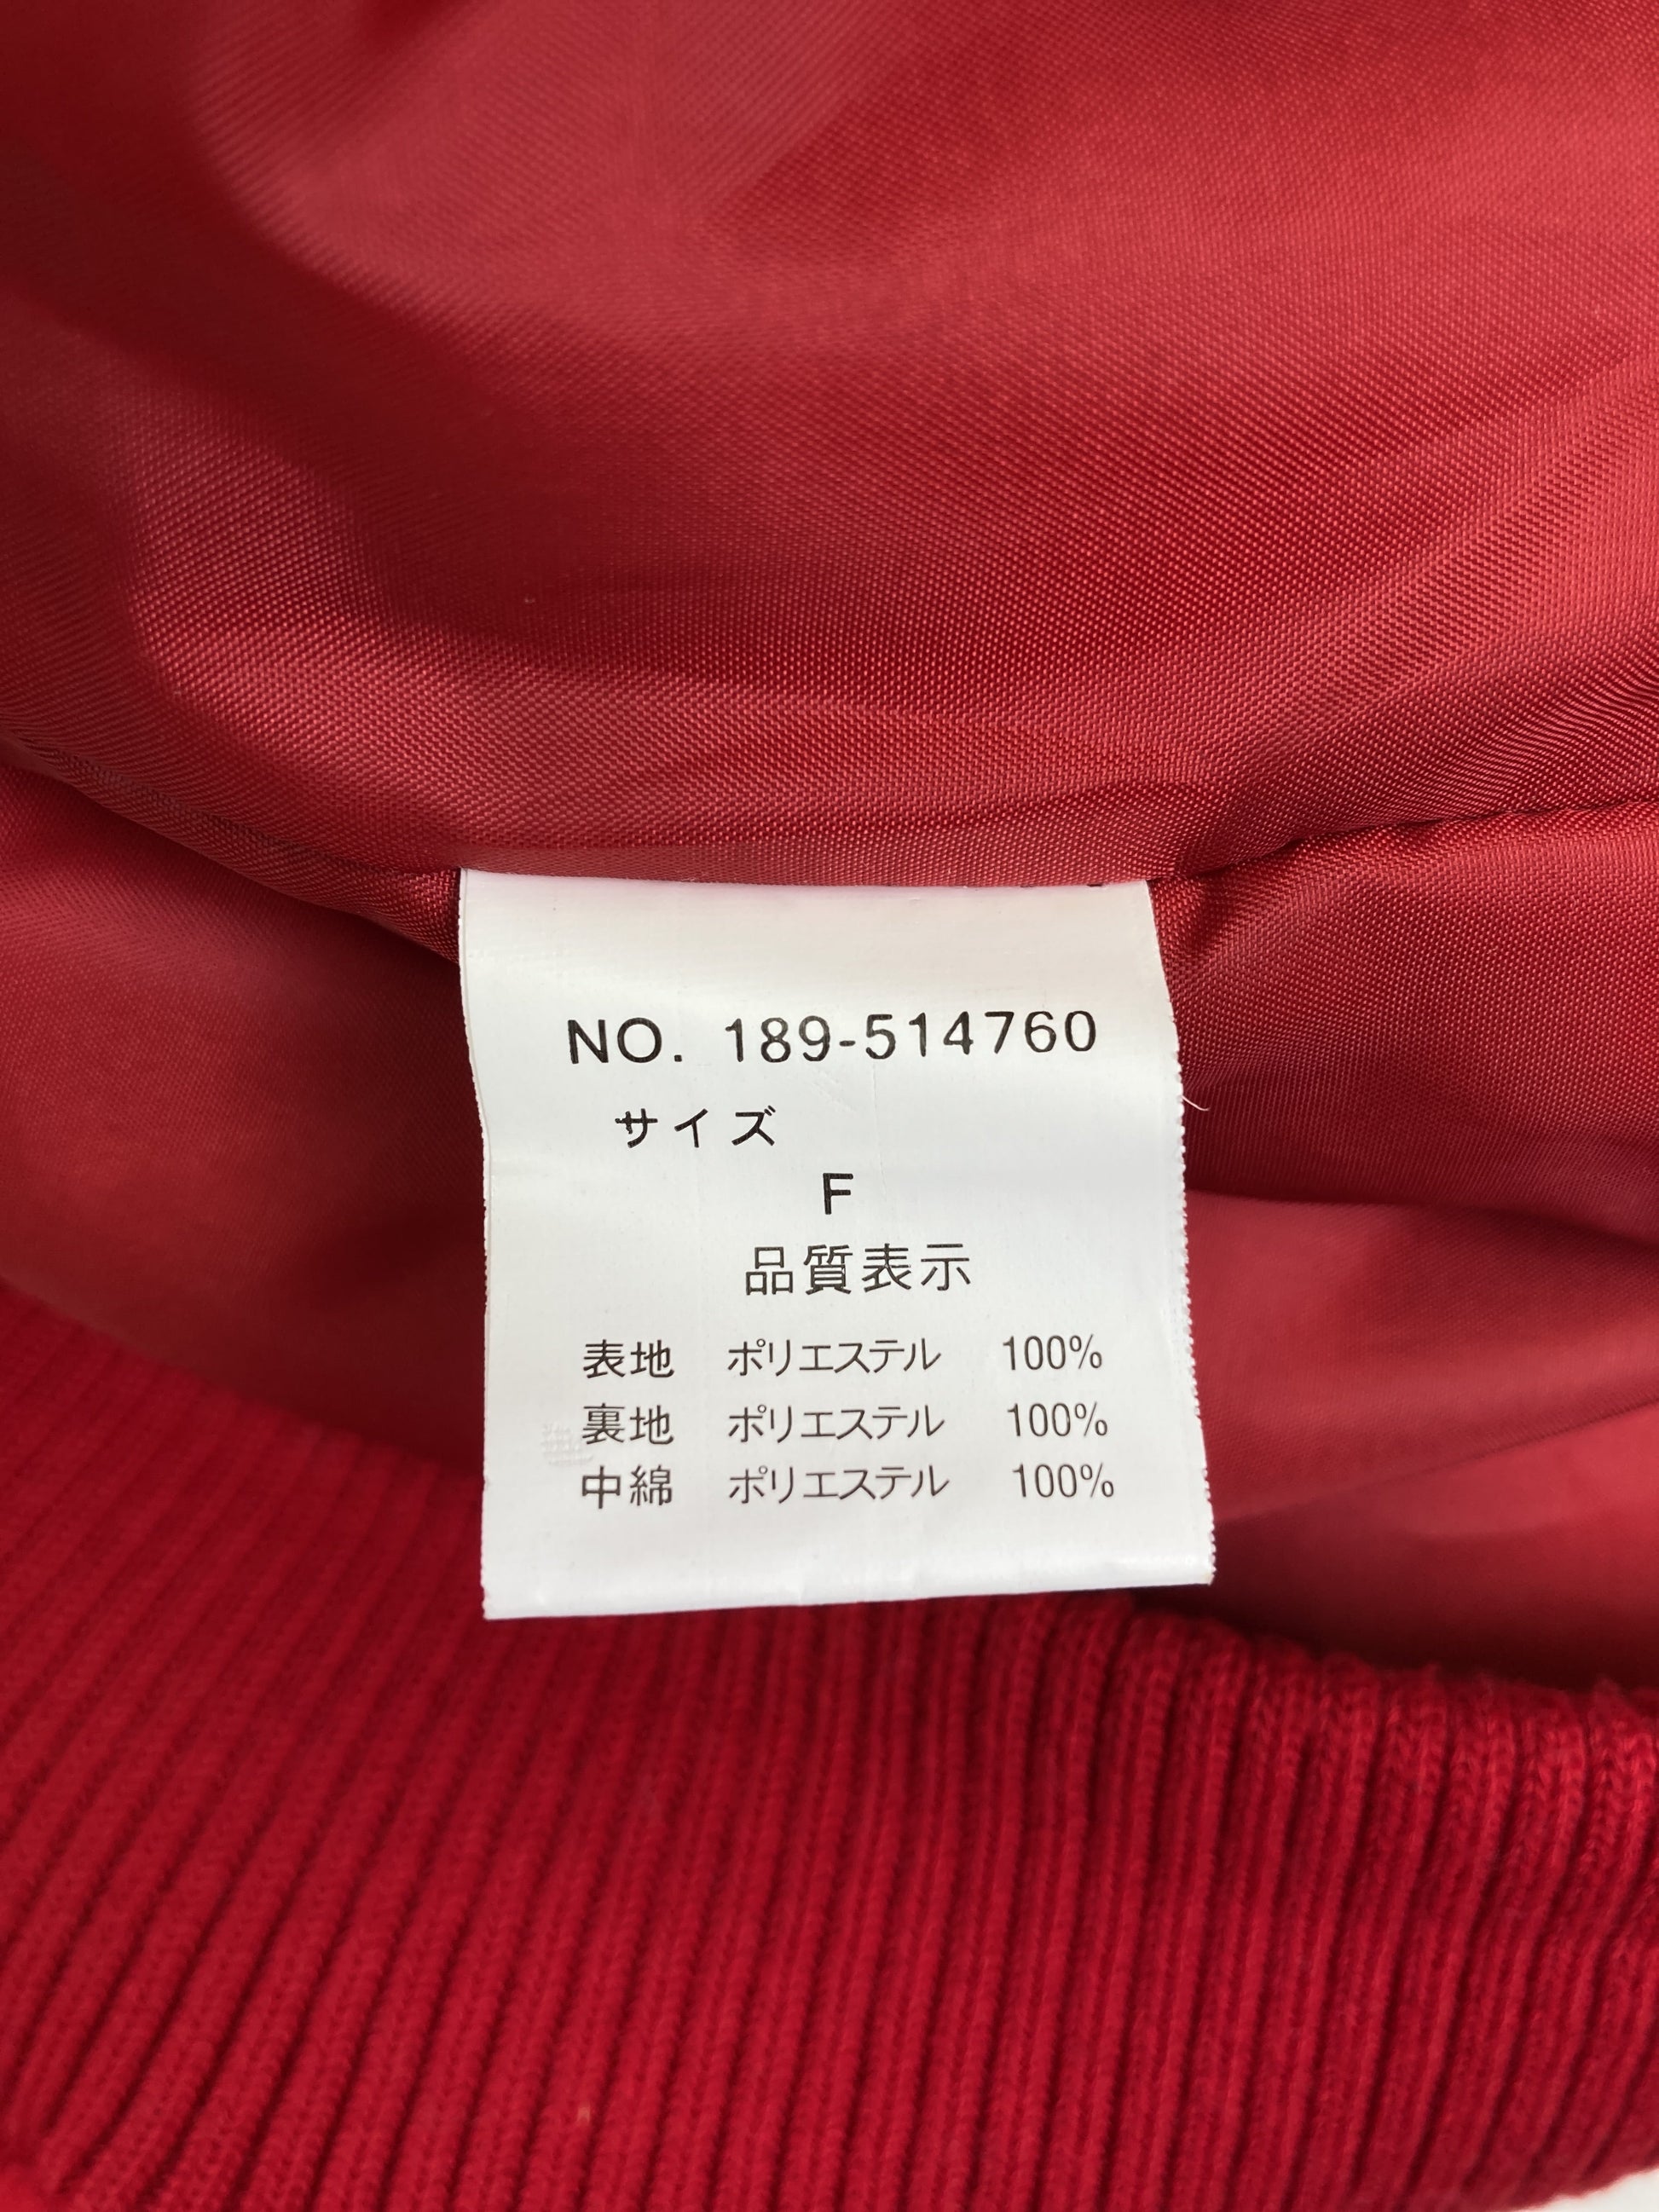 NO. 189-514760
サイズ
F
品質表示
表地 ポリエステル 100%
裏地 ポリエステル 100%
中綿 ポリエステル 100%